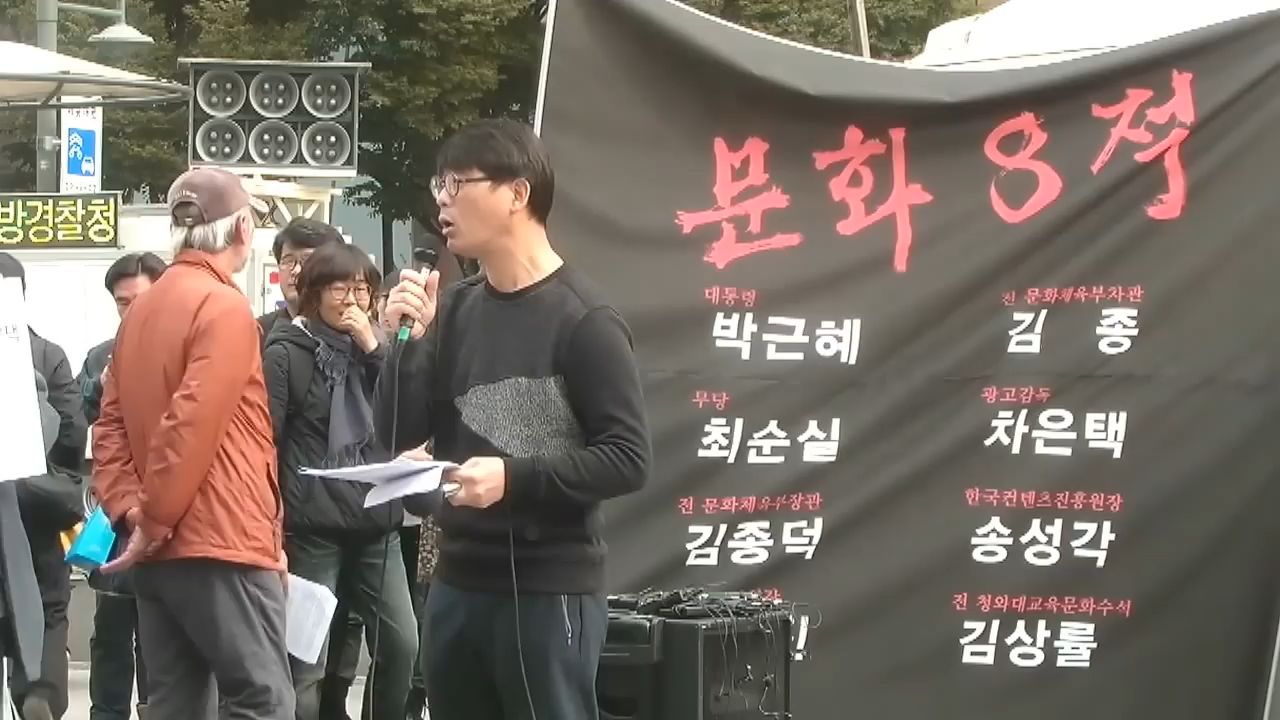 방경찰청
문화 8적
대통령
박근혜
전 문화체육부차관
김 종
무당
최순실
광고감독
차은택
전 문화체육부장관
김종덕
한국컨텐츠진흥원장
송성각
전 청와대교육문화수석
김상률